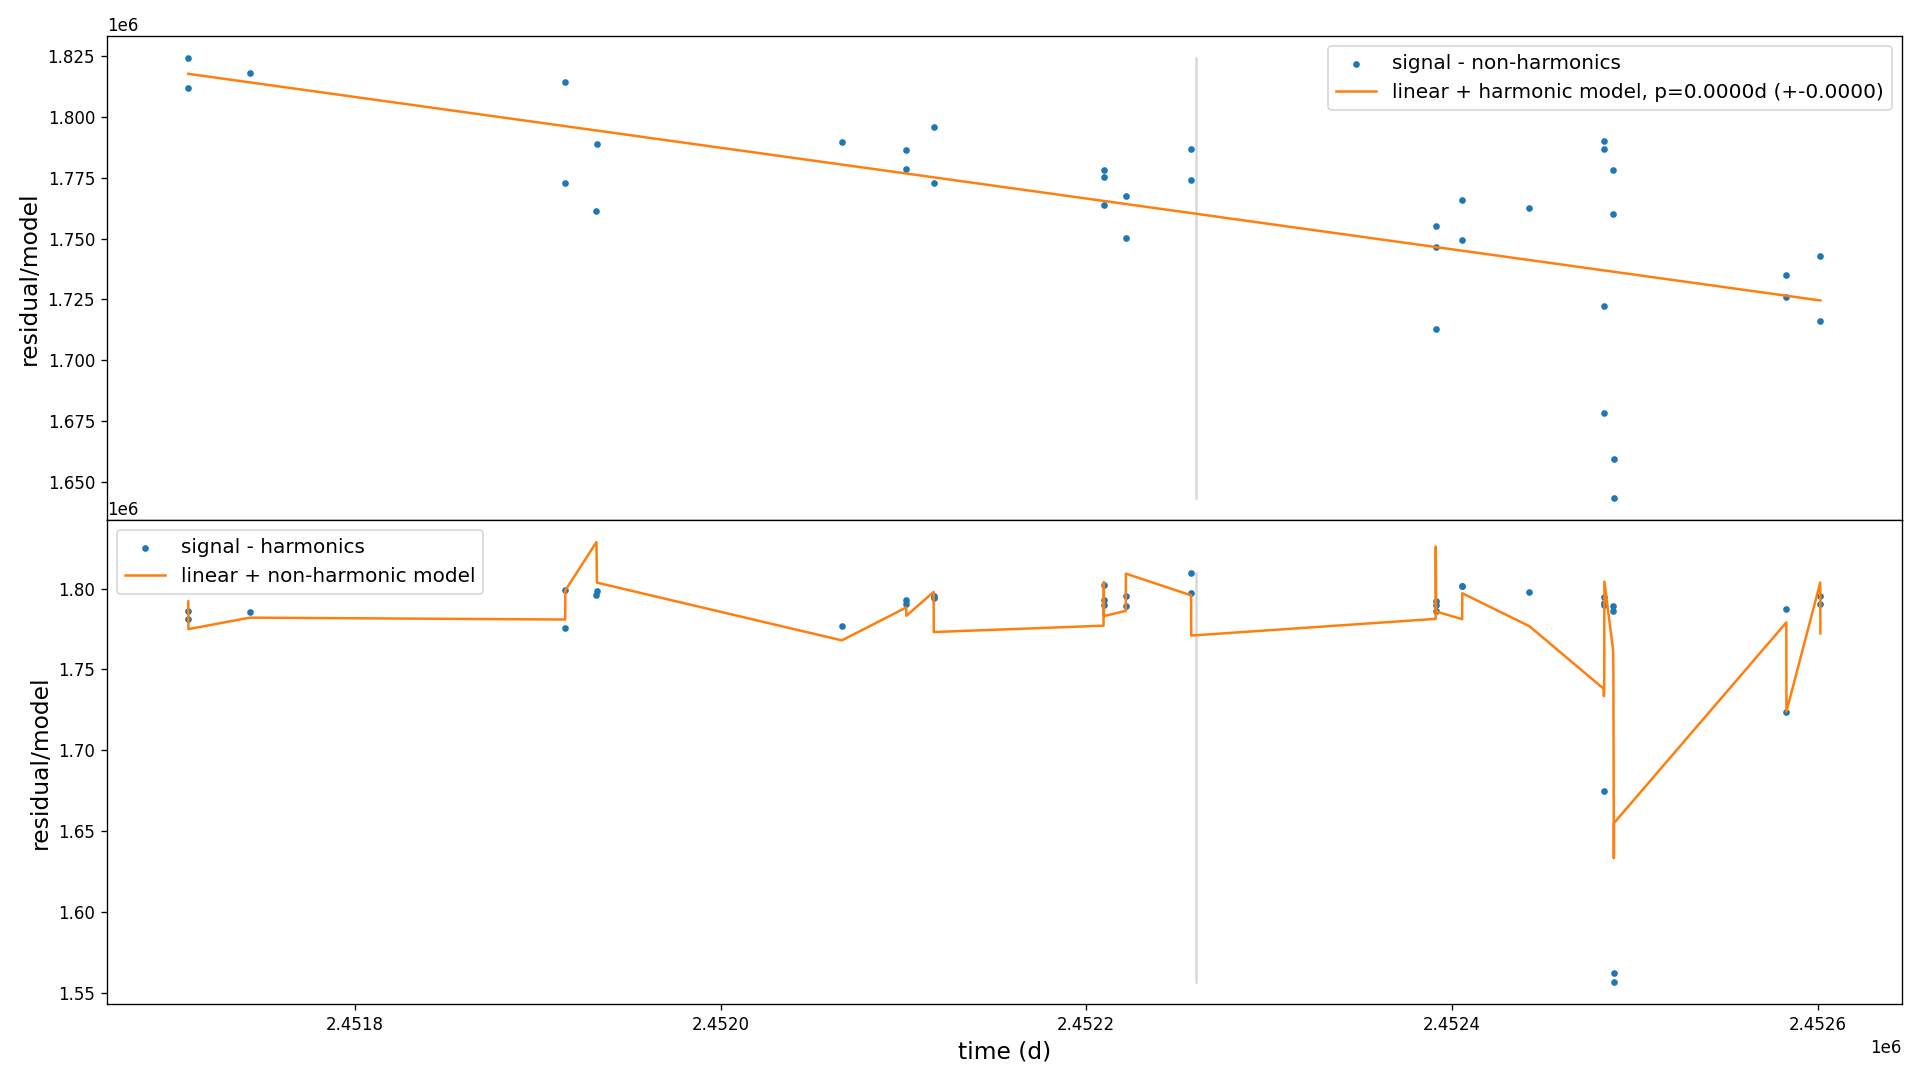 1e6
1.825
1.800
1.775
1.750
1.725
1.700
1.675
1.650
residual/model
signal - non-harmonics
linear + harmonic model, p=0.0000d (+-0.0000)
1e6
1.80
1.75
1.70
1.65
1.60
1.55
residual/model
signal - harmonics
linear + non-harmonic model
2.4518
2.4520
2.4522
2.4524
2.4526
time (d)
1e6